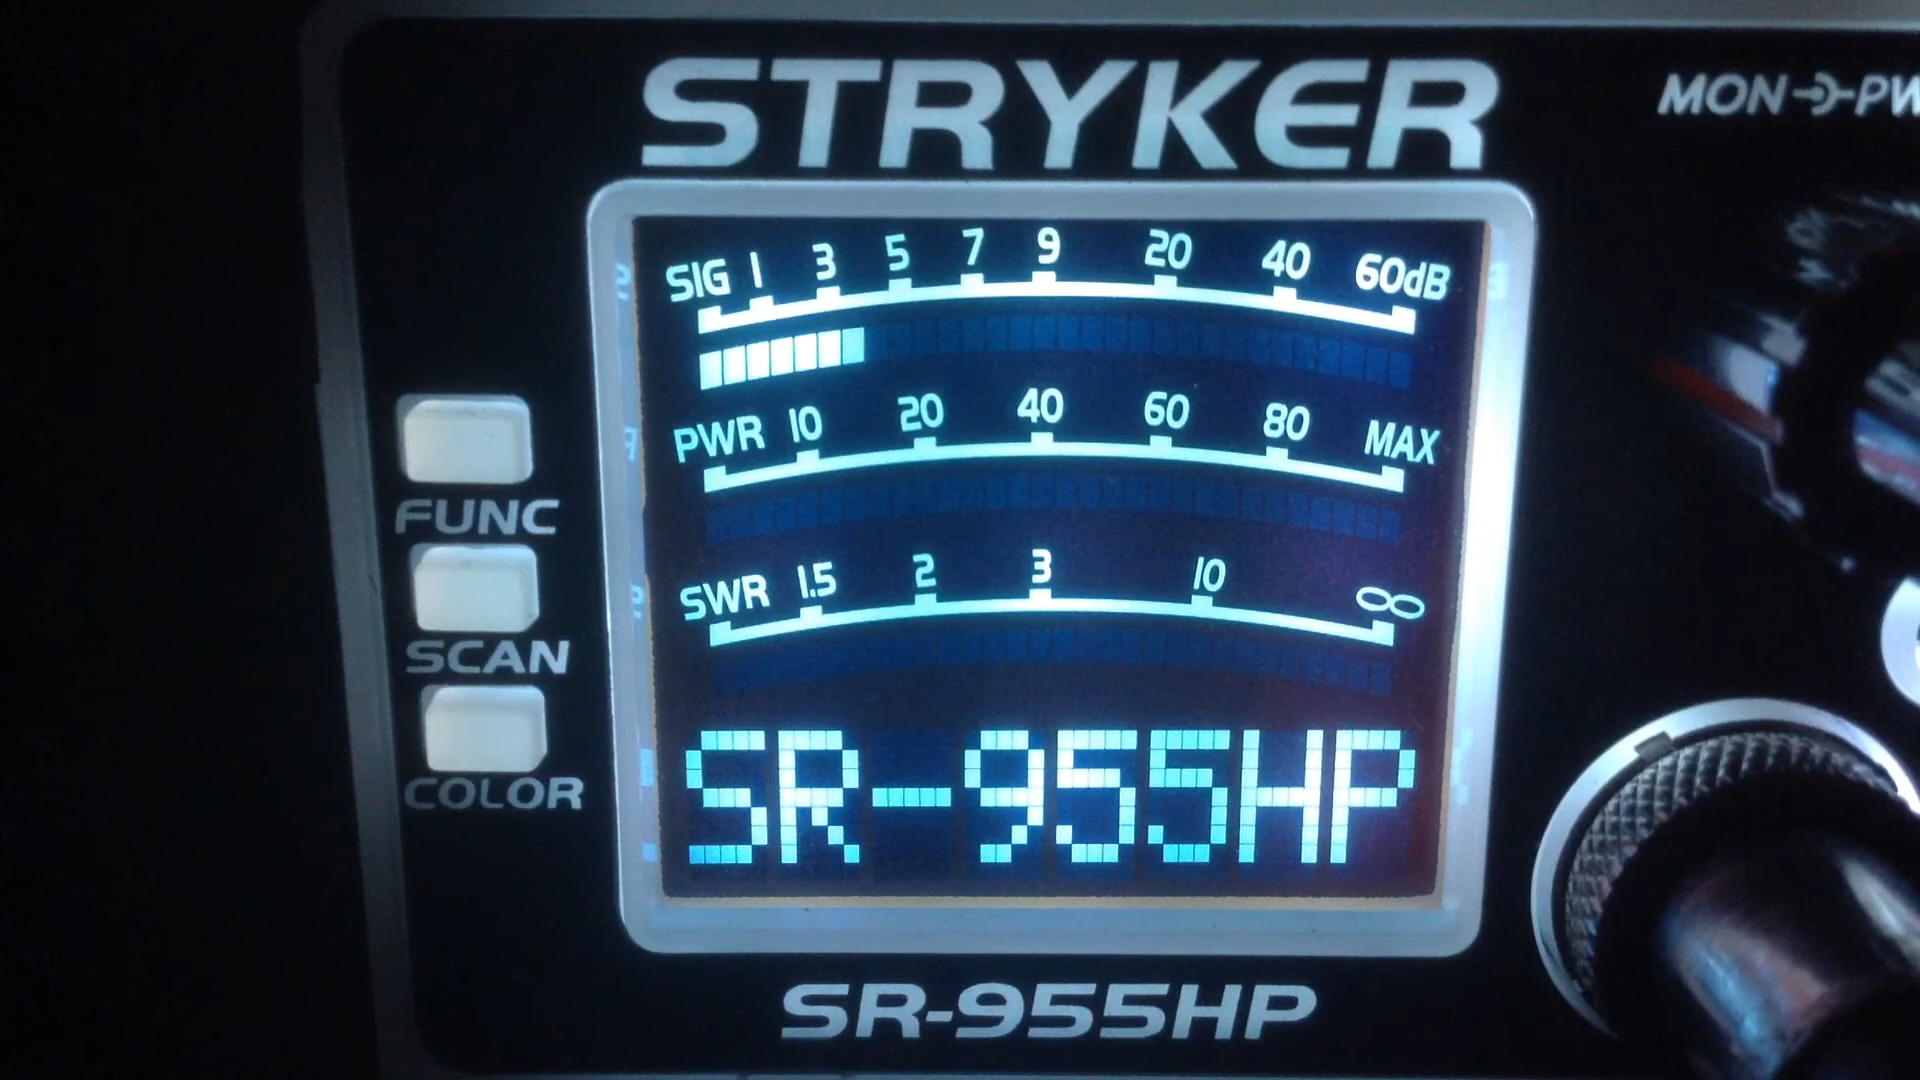 STRYKER
MON PW
SIG 1 3 5 7 9 20 40 60dB
PWR 10 20 40 60 80 MAX
FUNC
SWR 1.5 2 3 10 ∞
SCAN
SR-955HP
COLOR
SR-955HP